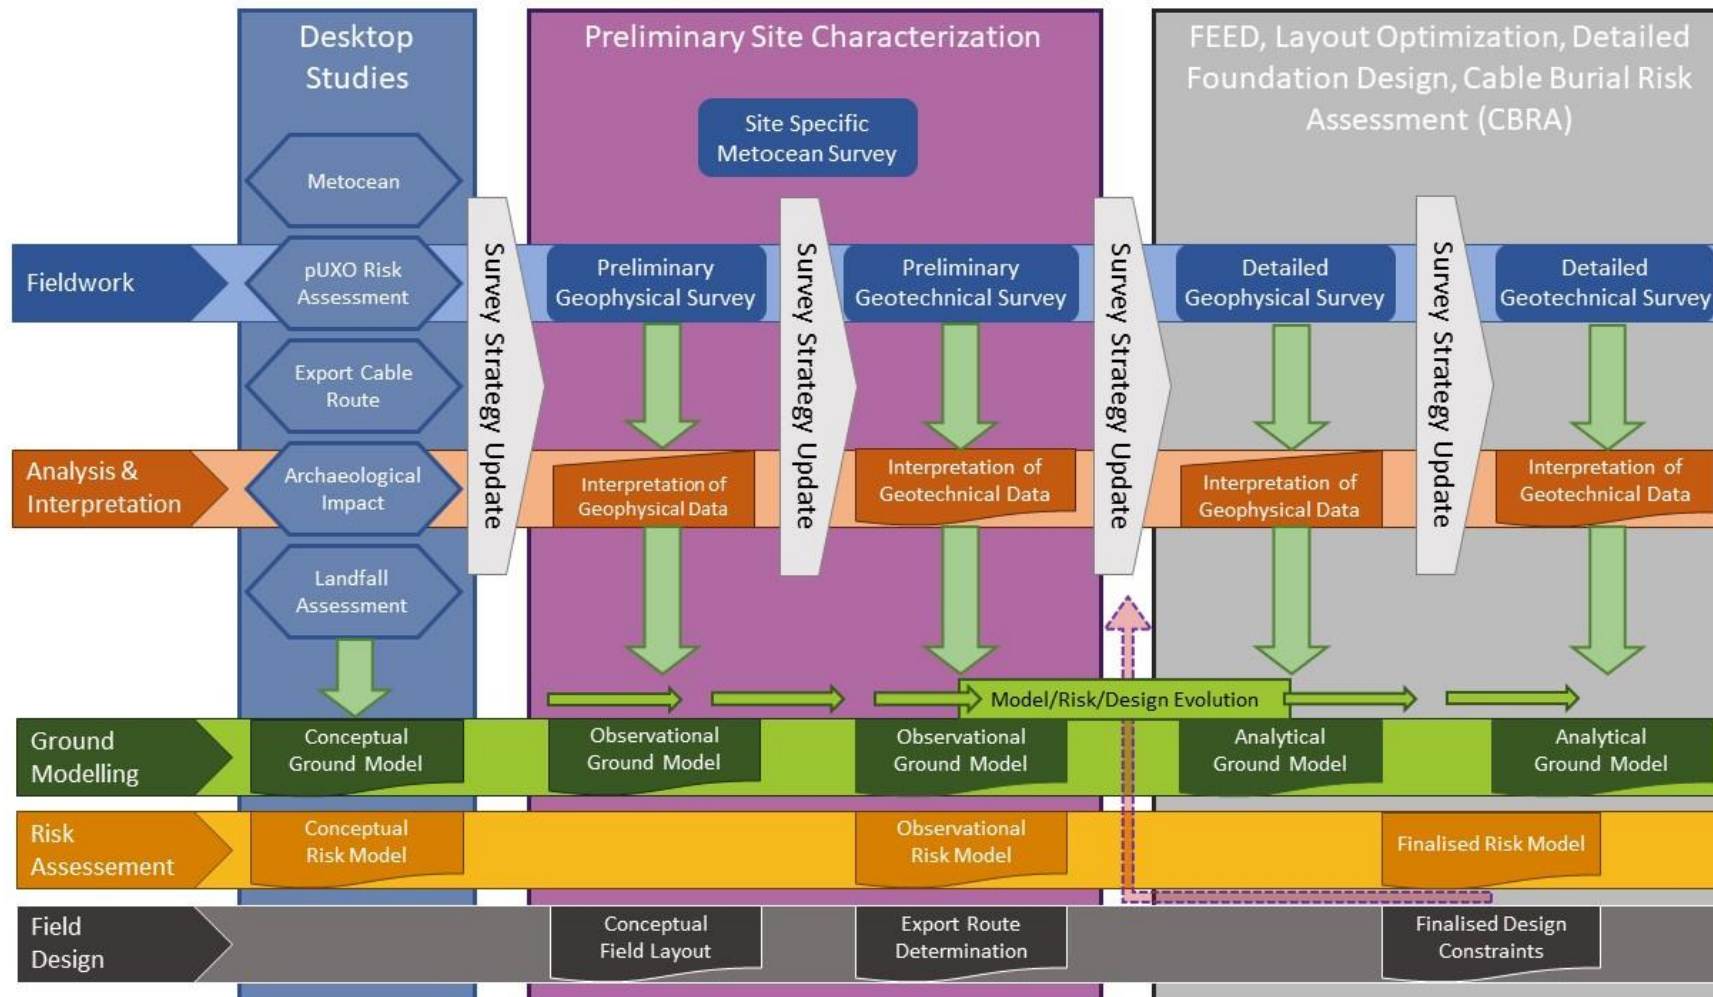 Desktop
Studies
Preliminary Site Characterization
FEED, Layout Optimization, Detailed
Foundation Design, Cable Burial Risk
Assessment (CBRA)
Site Specific
Metocean Survey
Metocean
Fieldwork
pUXO Risk
Assessment
Survey Strategy Update
Preliminary
Geophysical Survey
Survey Strategy Update
Preliminary
Geotechnical Survey
Survey Strategy Update
Detailed
Geophysical Survey
Survey Strategy Update
Detailed
Geotechnical Survey
Export Cable
Route
Analysis &
Interpretation
Archaeological
Impact
Interpretation of
Geophysical Data
Interpretation of
Geotechnical Data
Interpretation of
Geophysical Data
Interpretation of
Geotechnical Data
Landfall
Assessment
Model/Risk/Design Evolution
Ground
Modelling
Conceptual
Ground Model
Observational
Ground Model
Observational
Ground Model
Analytical
Ground Model
Analytical
Ground Model
Risk
Assessement
Conceptual
Risk Model
Observational
Risk Model
Finalised Risk Model
Field
Design
Conceptual
Field Layout
Export Route
Determination
Finalised Design
Constraints